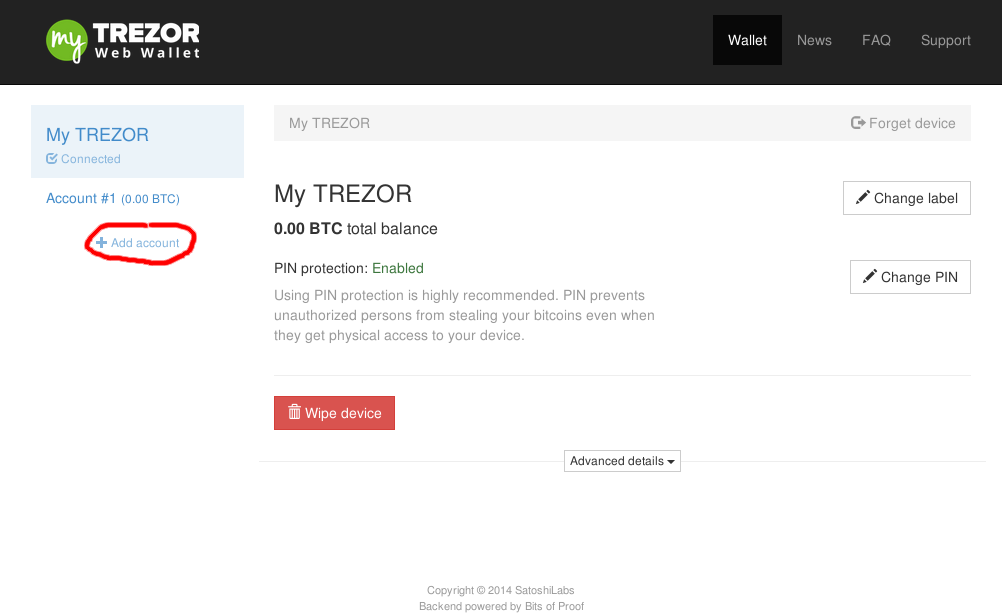 my TREZOR
Web Wallet
Wallet News FAQ Support
My TREZOR
Connected
Account #1 (0.00 BTC)
Add account
My TREZOR Forget device
My TREZOR
Change label
0.00 BTC total balance
PIN protection: Enabled
Change PIN
Using PIN protection is highly recommended. PIN prevents
unauthorized persons from stealing your bitcoins even when
they get physical access to your device.
Wipe device
Advanced details
Copyright © 2014 SatoshiLabs
Backend powered by Bits of Proof